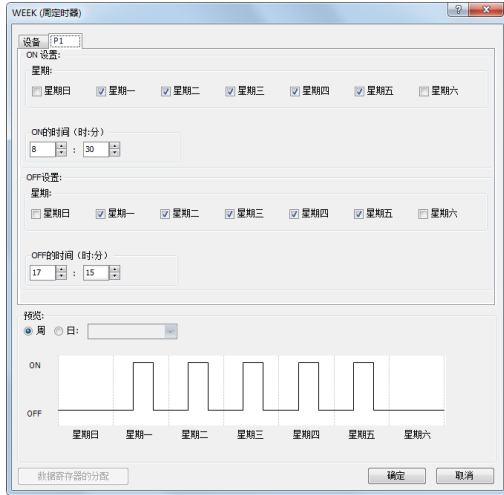 WEEK (周定时器)
设备 P1
ON 设置:
星期:
星期日 星期一 星期二 星期三 星期四 星期五 星期六
ON的时间 (时:分)
8 : 30
OFF设置:
星期:
星期日 星期一 星期二 星期三 星期四 星期五 星期六
OFF的时间 (时:分)
17 : 15
预览:
周 日:
ON
OFF
星期日 星期一 星期二 星期三 星期四 星期五 星期六
数据寄存器的分配 确定 取消